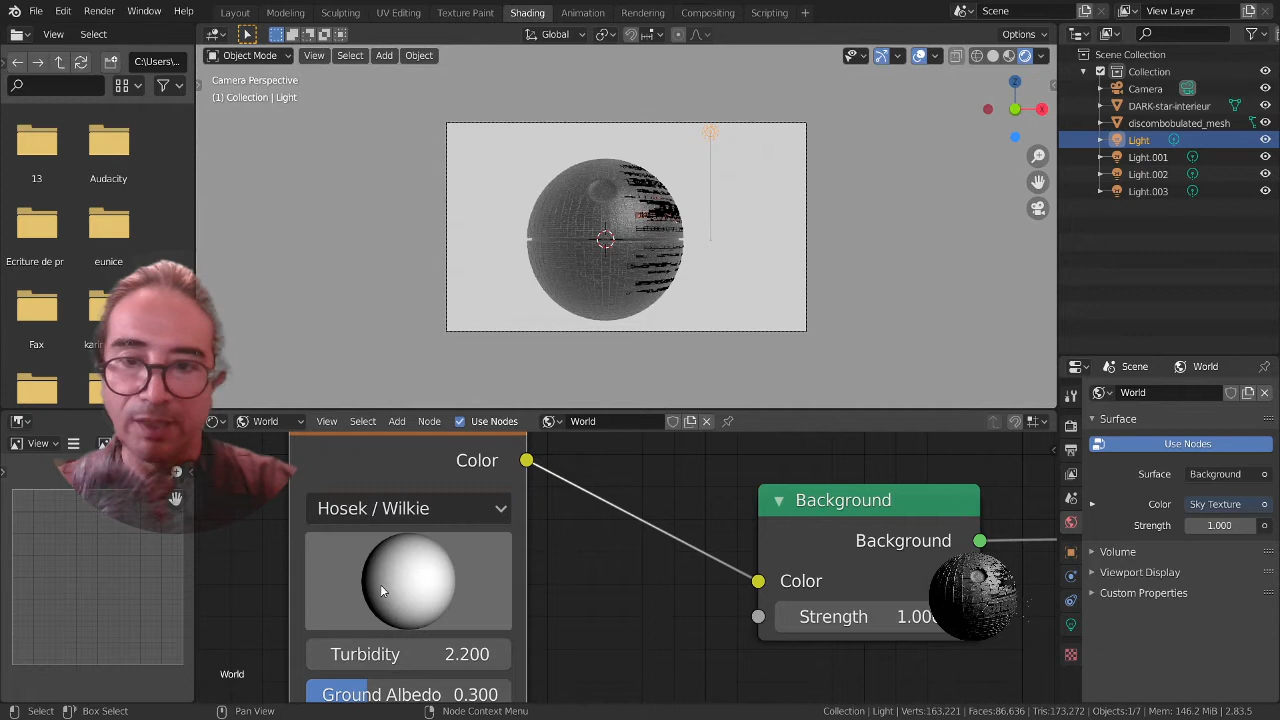 File Edit Render Window Help Layout Modeling Sculpting UV Editing Texture Paint Shading Animation Rendering Compositing Scripting Scene View Layer
View Select Global Options
C:\Users\... Object Mode View Select Add Object
Camera Perspective
(1) Collection | Light
Scene Collection
Collection
Camera
DARK-star-interieur
discombobulated_mesh
Light
Light.001
Light.002
Light.003
13 Audacity
Ecriture de pr eunice
Fax
Scene World
World
Surface
Use Nodes
Surface Background
Color Sky Texture
Strength 1.000
Volume
Viewport Display
Custom Properties
World View Select Add Node Use Nodes World
View
Color
Hosek / Wilkie
Turbidity 2.200
Ground Albedo 0.300
Background
Background
Color
Strength
World
Select Box Select Pan View Node Context Menu Collection | Light | Verts:163,221 | Faces:86,636 | Tris:173,272 | Objects:1/7 | Mem: 146.2 MiB | 2.83.5